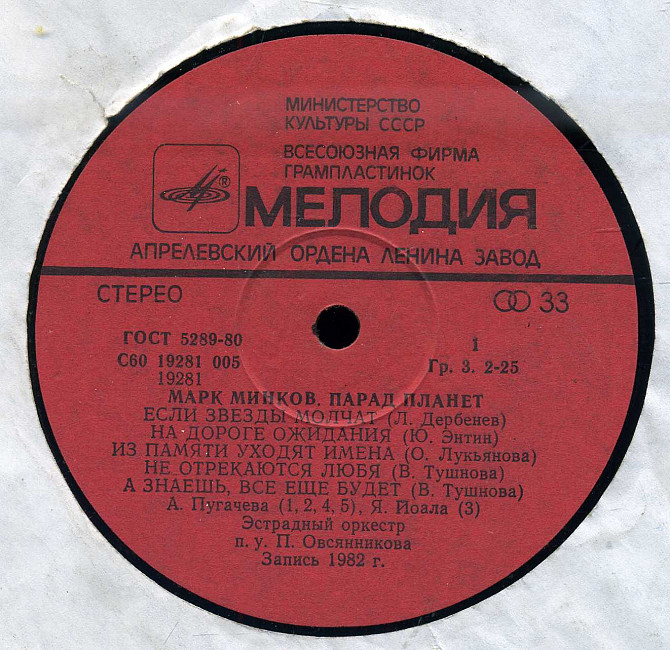 МИНИСТЕРСТВО
КУЛЬТУРЫ СССР
ВСЕСОЮЗНАЯ ФИРМА
ГРАМПЛАСТИНОК
®
МЕЛОДИЯ
АПРЕЛЕВСКИЙ ОРДЕНА ЛЕНИНА ЗАВОД
СТЕРЕО 33
ГОСТ 5289-80 1
С60 19281 005 Гр. 3. 2-25
19281
МАРК МИНКОВ. ПАРАД ПЛАНЕТ
ЕСЛИ ЗВЕЗДЫ МОЛЧАТ (Л. Дербенев)
НА ДОРОГЕ ОЖИДАНИЯ (Ю. Энтин)
ИЗ ПАМЯТИ УХОДЯТ ИМЕНА (О. Лукьянова)
НЕ ОТРЕКАЮТСЯ ЛЮБЯ (В. Тушнова)
А ЗНАЕШЬ, ВСЕ ЕЩЕ БУДЕТ (В. Тушнова)
А. Пугачева (1, 2, 4, 5), Я. Йоала (3)
Эстрадный оркестр
п. у. П. Овсянникова
Запись 1982 г.